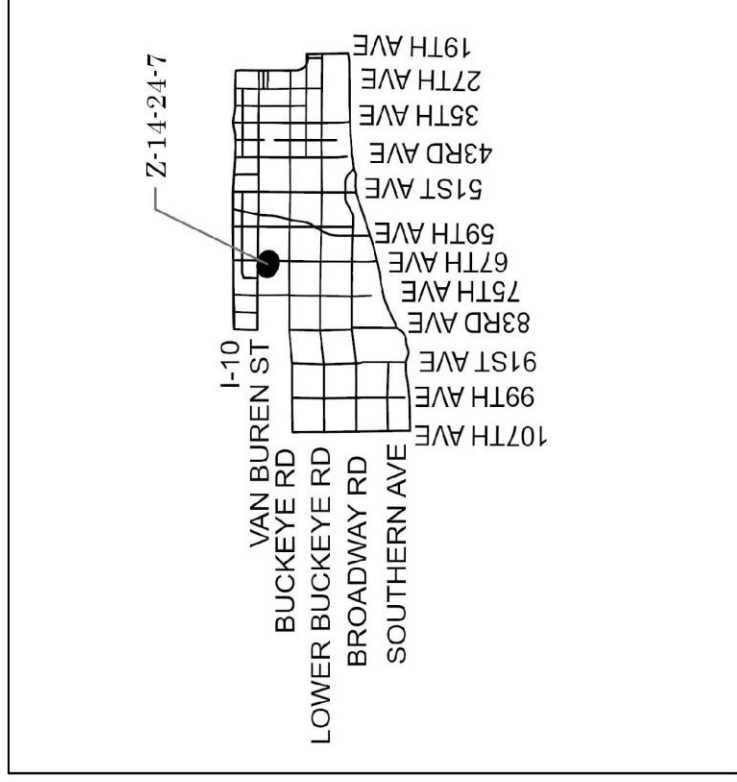 Z-14-24-7
I-10
VAN BUREN ST
BUCKEYE RD
LOWER BUCKEYE RD
BROADWAY RD
SOUTHERN AVE
19TH AVE
27TH AVE
35TH AVE
43RD AVE
51ST AVE
59TH AVE
67TH AVE
75TH AVE
83RD AVE
91ST AVE
99TH AVE
107TH AVE